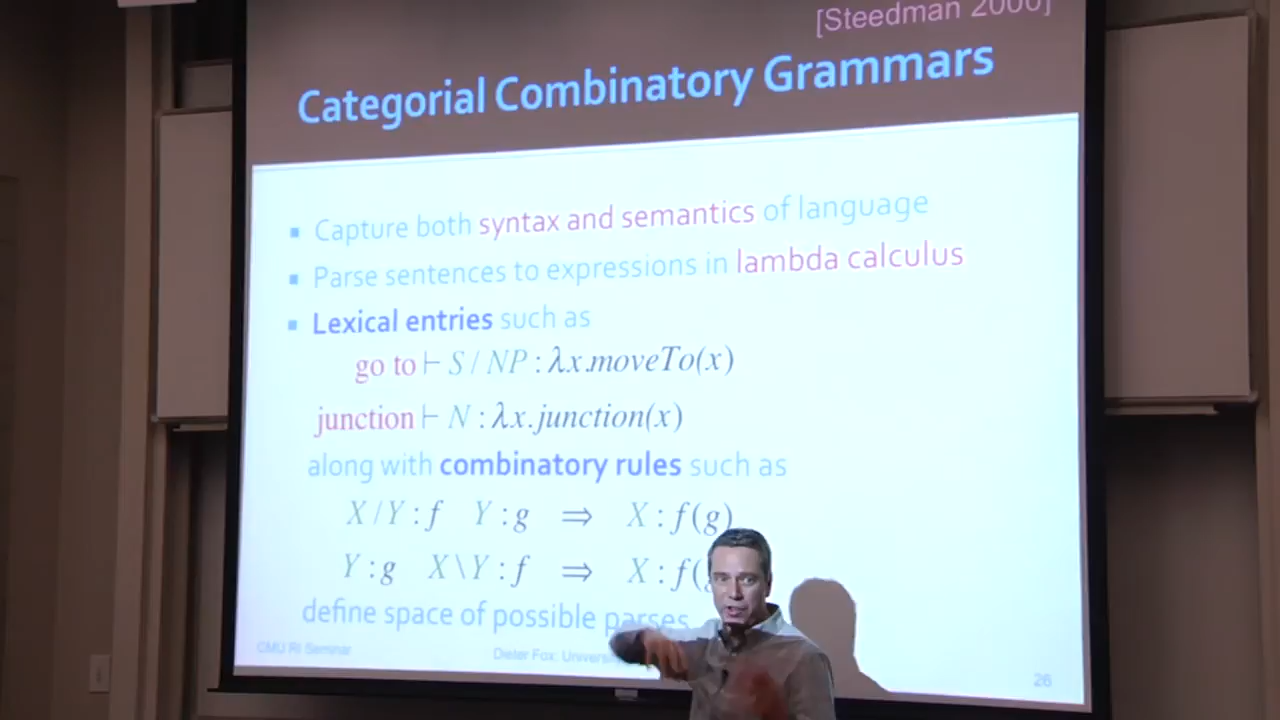 [Steedman 2000]
Categorial Combinatory Grammars
▪ Capture both syntax and semantics of language
▪ Parse sentences to expressions in lambda calculus
▪ Lexical entries such as
go to ⊢ S / NP : λx.moveTo(x)
junction ⊢ N : λx.junction(x)
along with combinatory rules such as
X / Y : f Y : g ⇒ X : f(g)
Y : g X \ Y : f ⇒ X : f(
define space of possible parses
CMU RI Seminar Dieter Fox: 26